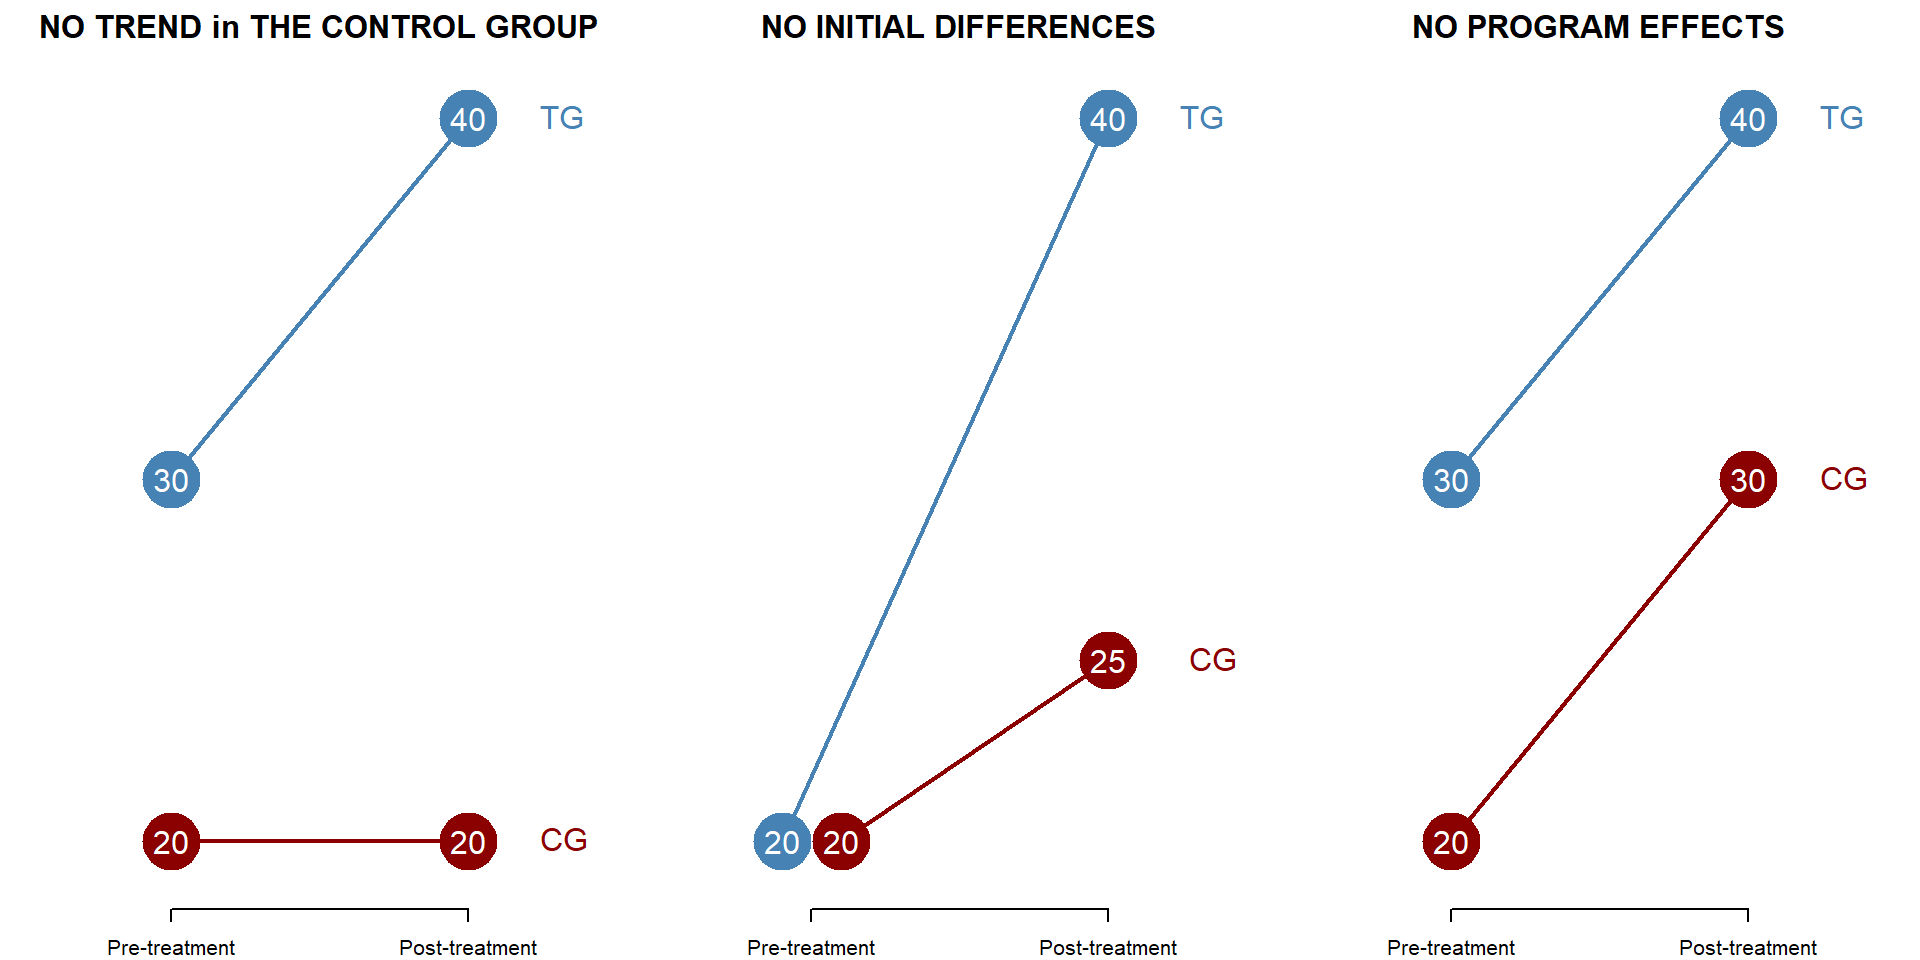 NO TREND in THE CONTROL GROUP
40 TG
30
20 20 CG
Pre-treatment Post-treatment
NO INITIAL DIFFERENCES
40 TG
25 CG
20 20
Pre-treatment Post-treatment
NO PROGRAM EFFECTS
40 TG
30 30 CG
20
Pre-treatment Post-treatment